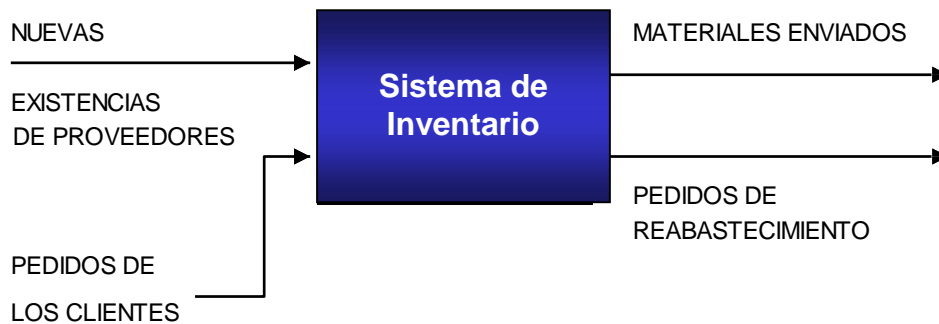 NUEVAS
EXISTENCIAS
DE PROVEEDORES
PEDIDOS DE
LOS CLIENTES
Sistema de
Inventario
MATERIALES ENVIADOS
PEDIDOS DE
REABASTECIMIENTO